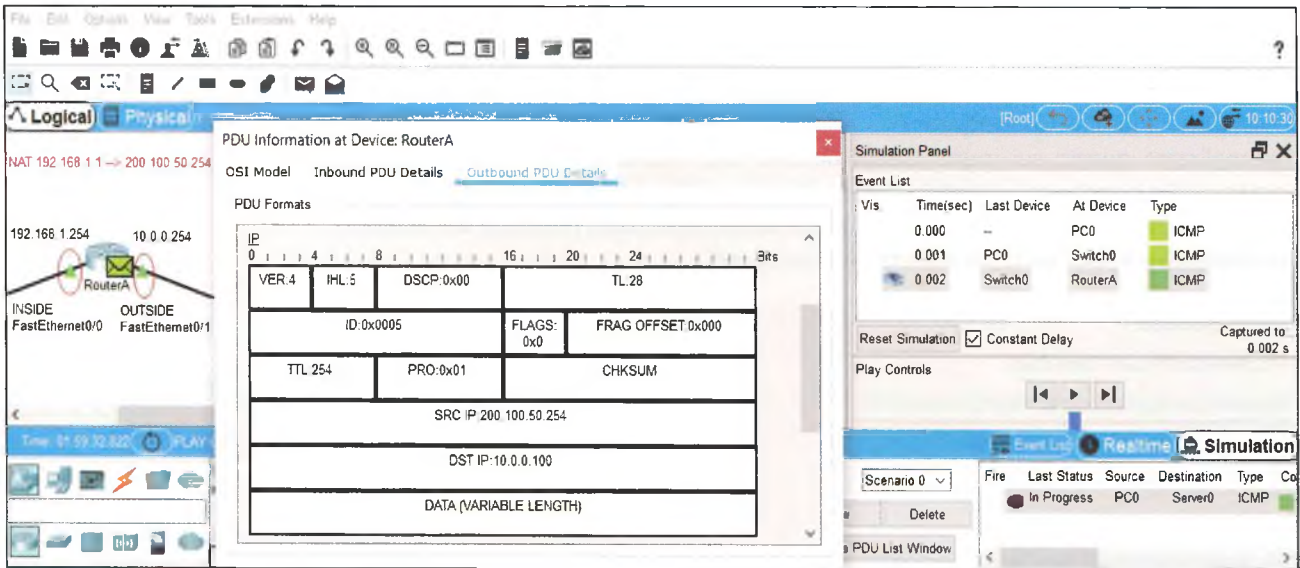 File Edit Options View Tools Extensions Help
?
Logical Physical [Root] 10:10:30
NAT 192 168 1 1 --> 200 100 50 254
192.168 1.254 10 0 0.254
RouterA
INSIDE OUTSIDE
FastEthernet0/0 FastEthernet0/1
PDU Information at Device: RouterA
OSI Model Inbound PDU Details Outbound PDU Details
PDU Formats
IP
0 4 8 16 20 24 Bits
VER:4 IHL:5 DSCP:0x00 TL:28
ID:0x0005 FLAGS: 0x0 FRAG OFFSET:0x000
TTL 254 PRO:0x01 CHKSUM
SRC IP 200 100.50.254
DST IP:10.0.0.100
DATA (VARIABLE LENGTH)
Simulation Panel
Event List
Vis Time(sec) Last Device At Device Type
0.000 -- PC0 ICMP
0.001 PC0 Switch0 ICMP
0 002 Switch0 RouterA ICMP
Reset Simulation Constant Delay Captured to
0 002 s
Play Controls
Time: 01 59:32.822 PLAY
Event List Realtime Simulation
Scenario 0
Delete
PDU List Window
Fire Last Status Source Destination Type Co
In Progress PC0 Server0 ICMP